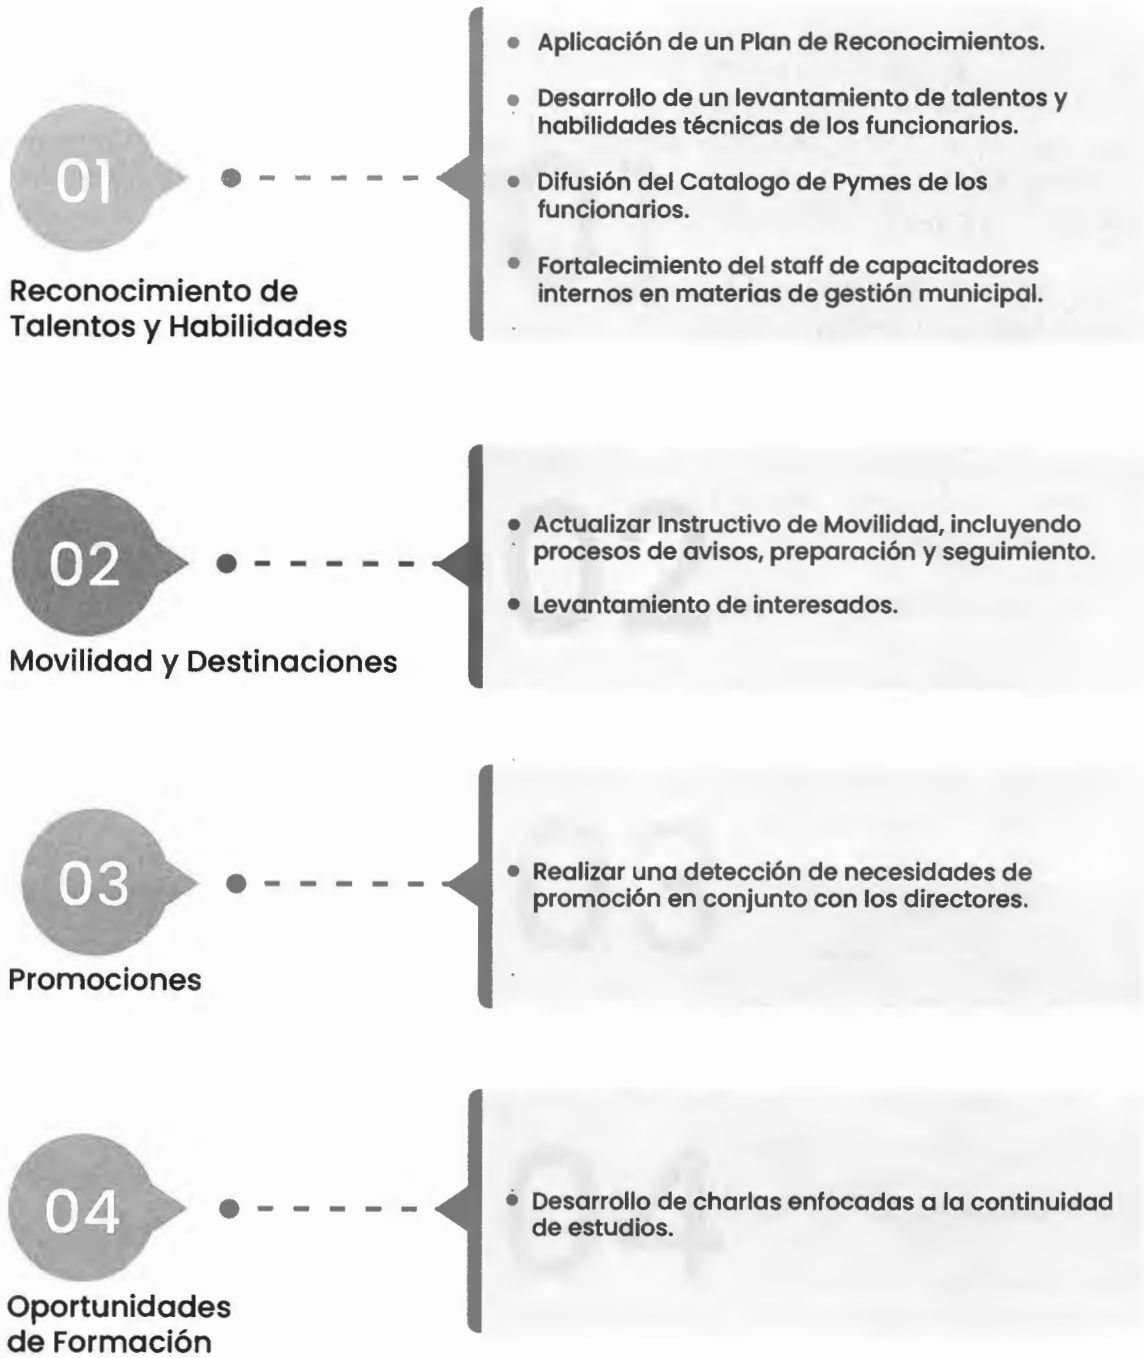 01
Reconocimiento de
Talentos y Habilidades
Aplicación de un Plan de Reconocimientos.
Desarrollo de un levantamiento de talentos y
habilidades técnicas de los funcionarios.
Difusión del Catalogo de Pymes de los
funcionarios.
Fortalecimiento del staff de capacitadores
internos en materias de gestión municipal.
02
Movilidad y Destinaciones
Actualizar Instructivo de Movilidad, incluyendo
procesos de avisos, preparación y seguimiento.
Levantamiento de interesados.
03
Promociones
Realizar una detección de necesidades de
promoción en conjunto con los directores.
04
Oportunidades
de Formación
Desarrollo de charlas enfocadas a la continuidad
de estudios.